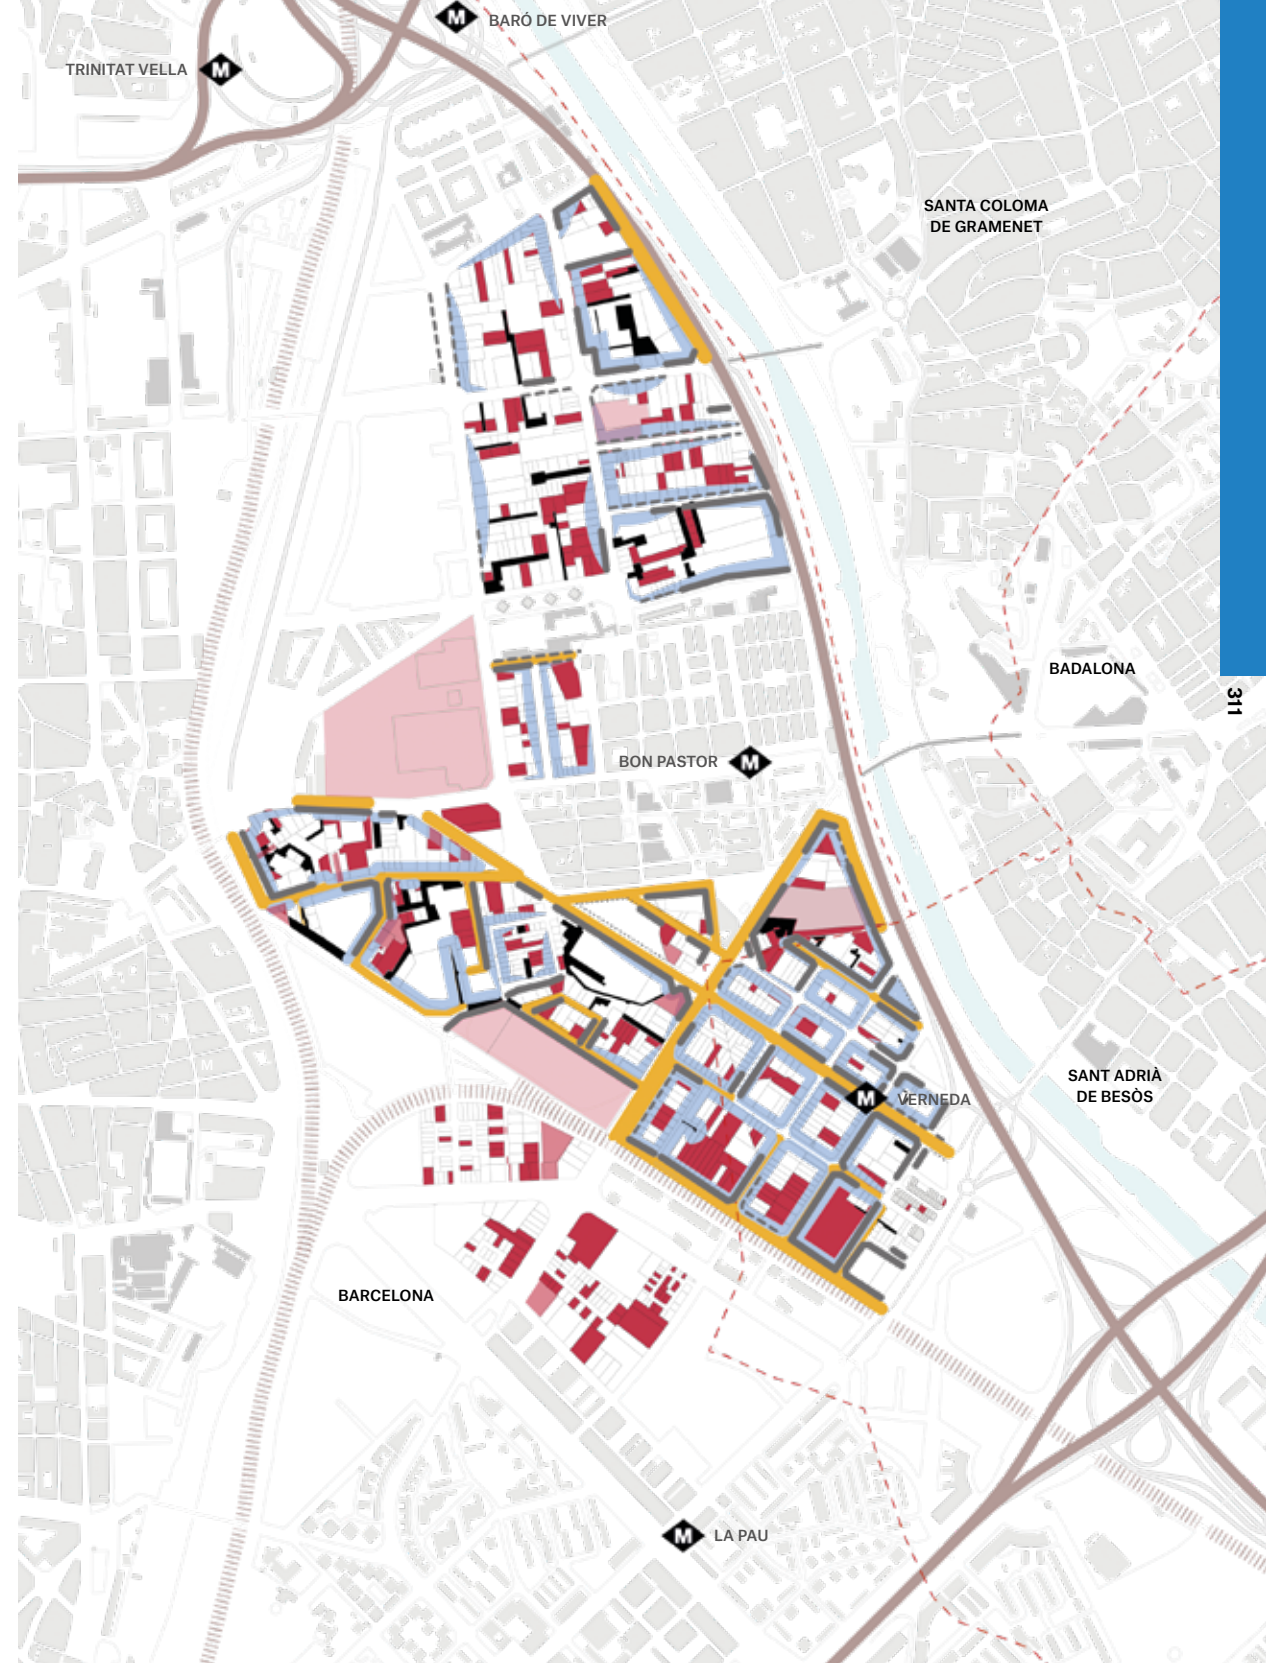 M BARÓ DE VIVER
TRINITAT VELLA M
SANTA COLOMA
DE GRAMENET
BADALONA
311
BON PASTOR M
SANT ADRIÀ
DE BESÒS
M VERNEDA
M
BARCELONA
M LA PAU